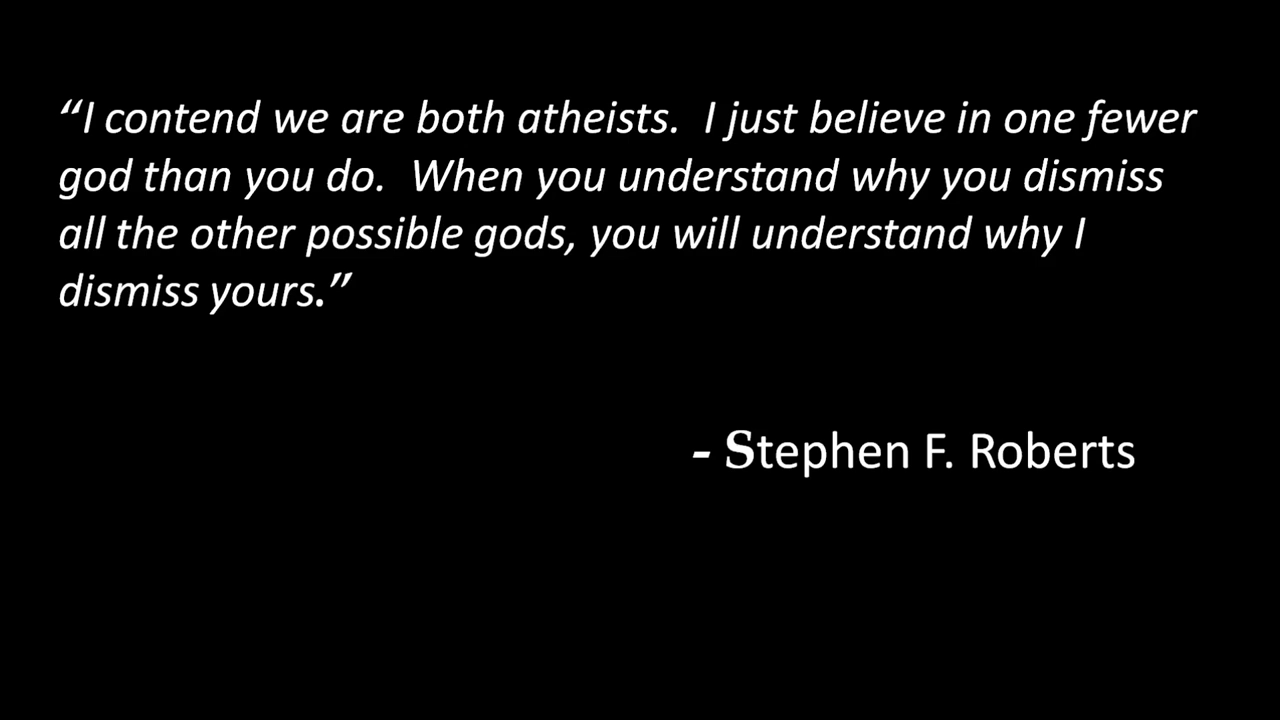 “I contend we are both atheists.  I just believe in one fewer
god than you do.  When you understand why you dismiss
all the other possible gods, you will understand why I
dismiss yours.”
- Stephen F. Roberts